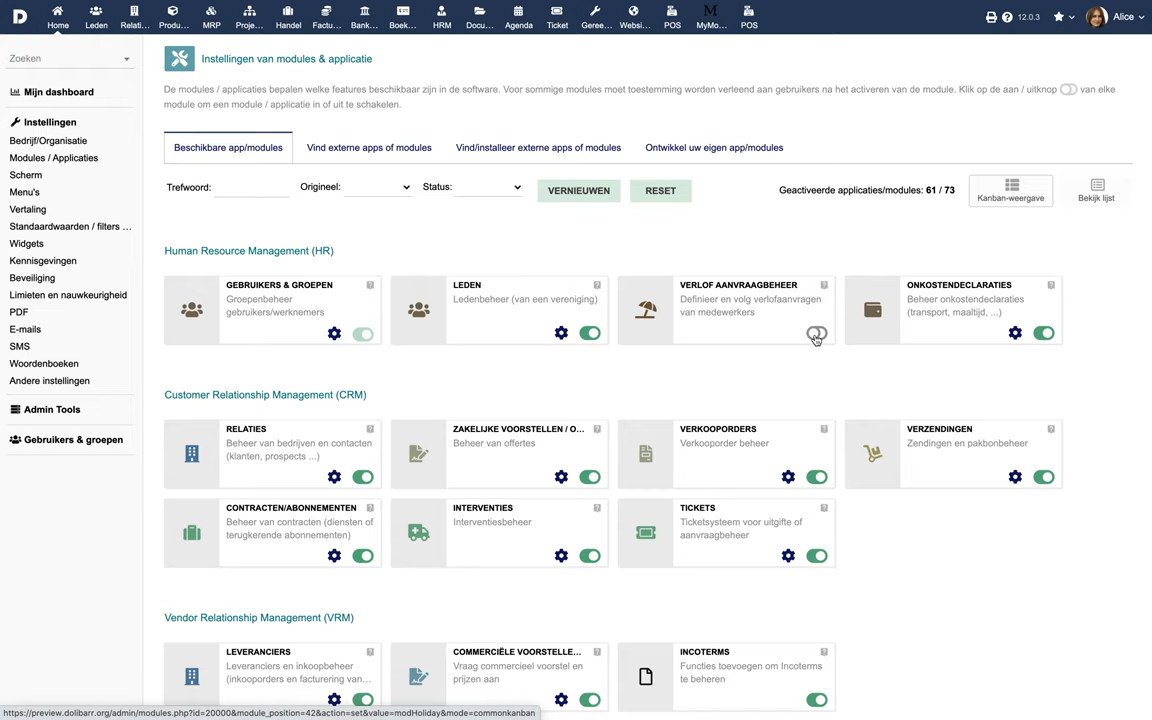 D
Home
Leden
Relati...
Produ...
MRP
Proje...
Handel
Factu...
Bank...
Boek...
HRM
Docu...
Agenda
Ticket
Geree...
Websi...
POS
M
MyMo...
POS
12.0.3
Alice
Zoeken
Mijn dashboard
Instellingen
Bedrijf/Organisatie
Modules / Applicaties
Scherm
Menu's
Vertaling
Standaardwaarden / filters ...
Widgets
Kennisgevingen
Beveiliging
Limieten en nauwkeurigheid
PDF
E-mails
SMS
Woordenboeken
Andere instellingen
Admin Tools
Gebruikers & groepen
Instellingen van modules & applicatie
De modules / applicaties bepalen welke features beschikbaar zijn in de software. Voor sommige modules moet toestemming worden verleend aan gebruikers na het activeren van de module. Klik op de aan / uitknop van elke
module om een module / applicatie in of uit te schakelen.
Beschikbare app/modules
Vind externe apps of modules
Vind/installeer externe apps of modules
Ontwikkel uw eigen app/modules
Trefwoord:
Origineel:
Status:
VERNIEUWEN
RESET
Geactiveerde applicaties/modules: 61 / 73
Kanban-weergave
Bekijk lijst
Human Resource Management (HR)
GEBRUIKERS & GROEPEN
Groepenbeheer
gebruikers/werknemers
LEDEN
Ledenbeheer (van een vereniging)
VERLOF AANVRAAGBEHEER
Definieer en volg verlofaanvragen
van medewerkers
ONKOSTENDECLARATIES
Beheer onkostendeclaraties
(transport, maaltijd, ...)
Customer Relationship Management (CRM)
RELATIES
Beheer van bedrijven en contacten
(klanten, prospects ...)
ZAKELIJKE VOORSTELLEN / O...
Beheer van offertes
VERKOOPORDERS
Verkooporder beheer
VERZENDINGEN
Zendingen en pakbonbeheer
CONTRACTEN/ABONNEMENTEN
Beheer van contracten (diensten of
terugkerende abonnementen)
INTERVENTIES
Interventiesbeheer
TICKETS
Ticketsysteem voor uitgifte of
aanvraagbeheer
Vendor Relationship Management (VRM)
LEVERANCIERS
Leveranciers en inkoopbeheer
(inkooporders en facturering van...
COMMERCIËLE VOORSTELLE...
Vraag commercieel voorstel en
prijzen aan
INCOTERMS
Functies toevoegen om Incoterms
te beheren
https://preview.dolibarr.org/admin/modules.php?id=20000&module_position=42&action=set&value=modHoliday&mode=commonkanban